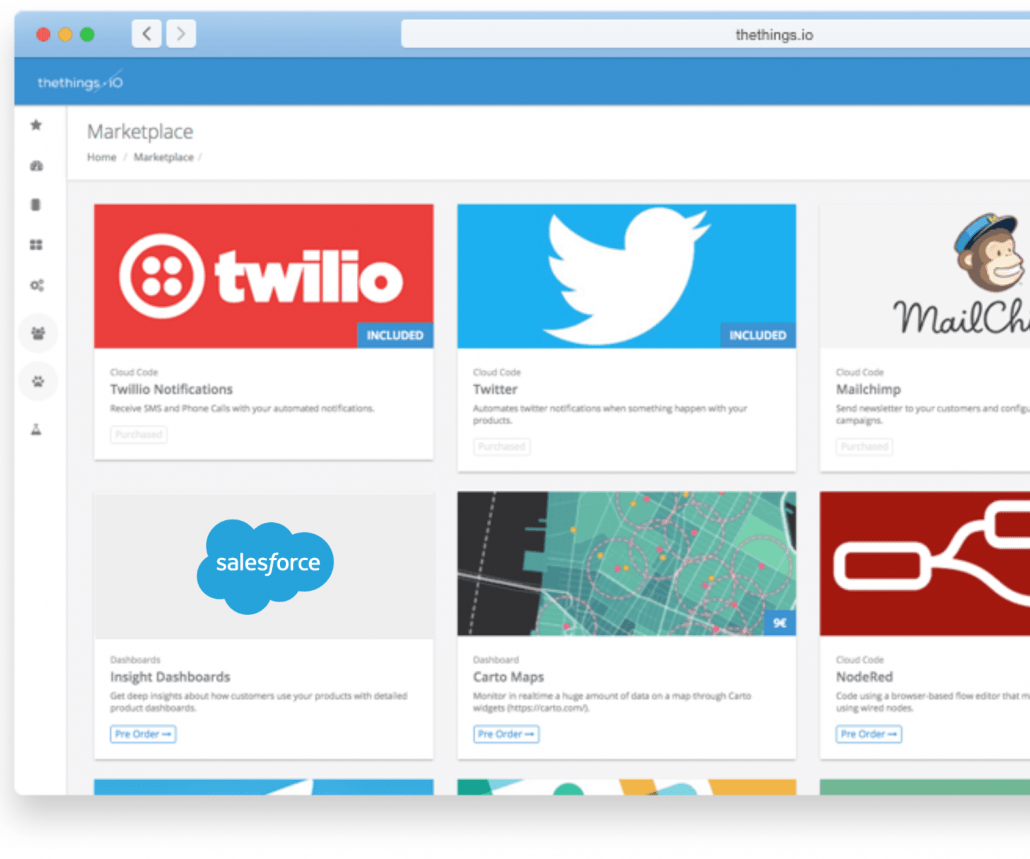 thethings.io
thethings.iO
Marketplace
Home / Marketplace /
twilio
INCLUDED
INCLUDED
MailCh
Cloud Code
Twillio Notifications
Receive SMS and Phone Calls with your automated notifications.
Purchased
Cloud Code
Twitter
Automates twitter notifications when something happen with your
products.
Purchased
Cloud Code
Mailchimp
Send newsletter to your customers and configu
campaigns.
Purchased
salesforce
9€
Dashboards
Insight Dashboards
Get deep insights about how customers use your products with detailed
product dashboards.
Pre Order →
Dashboard
Carto Maps
Monitor in realtime a huge amount of data on a map through Carto
widgets (https://carto.com/).
Pre Order →
Cloud Code
NodeRed
Code using a browser-based flow editor that m
using wired nodes.
Pre Order →